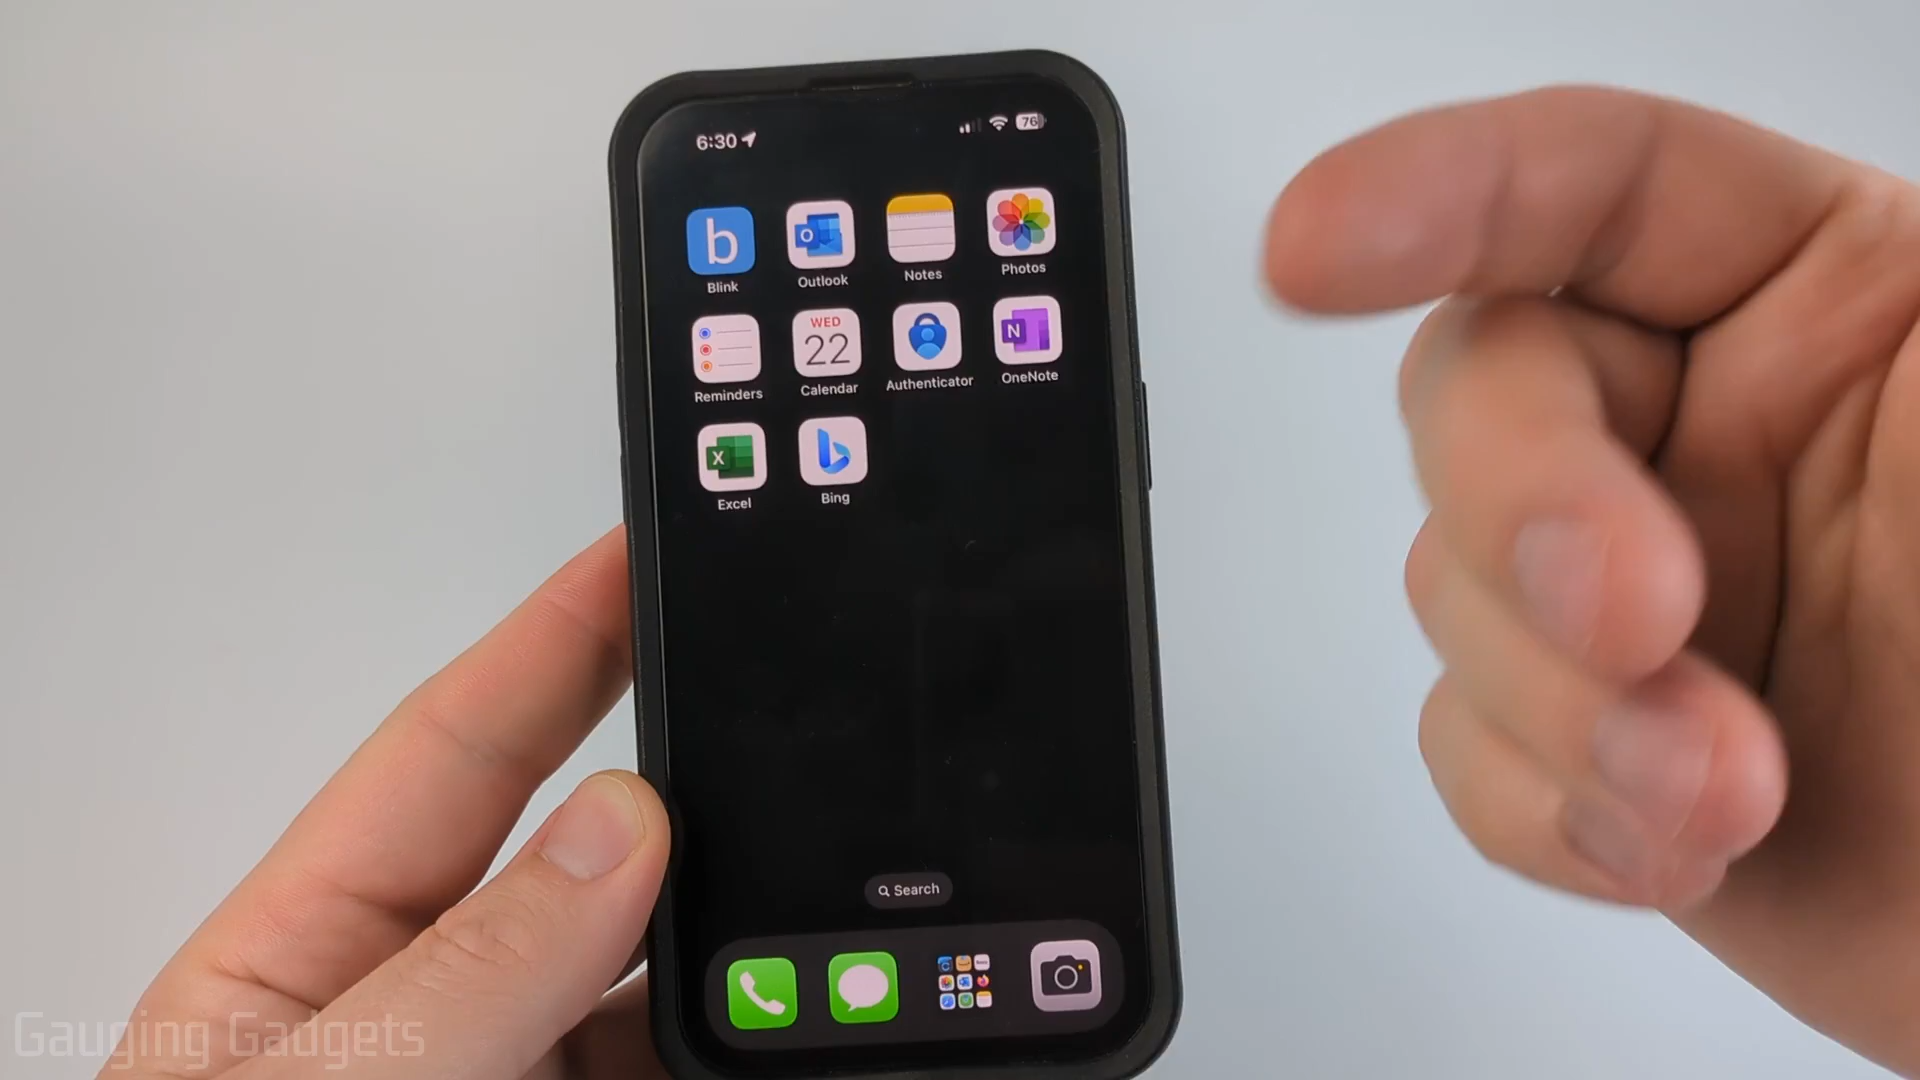 6:30
76
b
Blink
Outlook
Notes
Photos
Reminders
WED
22
Calendar
Authenticator
N
OneNote
X
Excel
Bing
Search
Gauging Gadgets